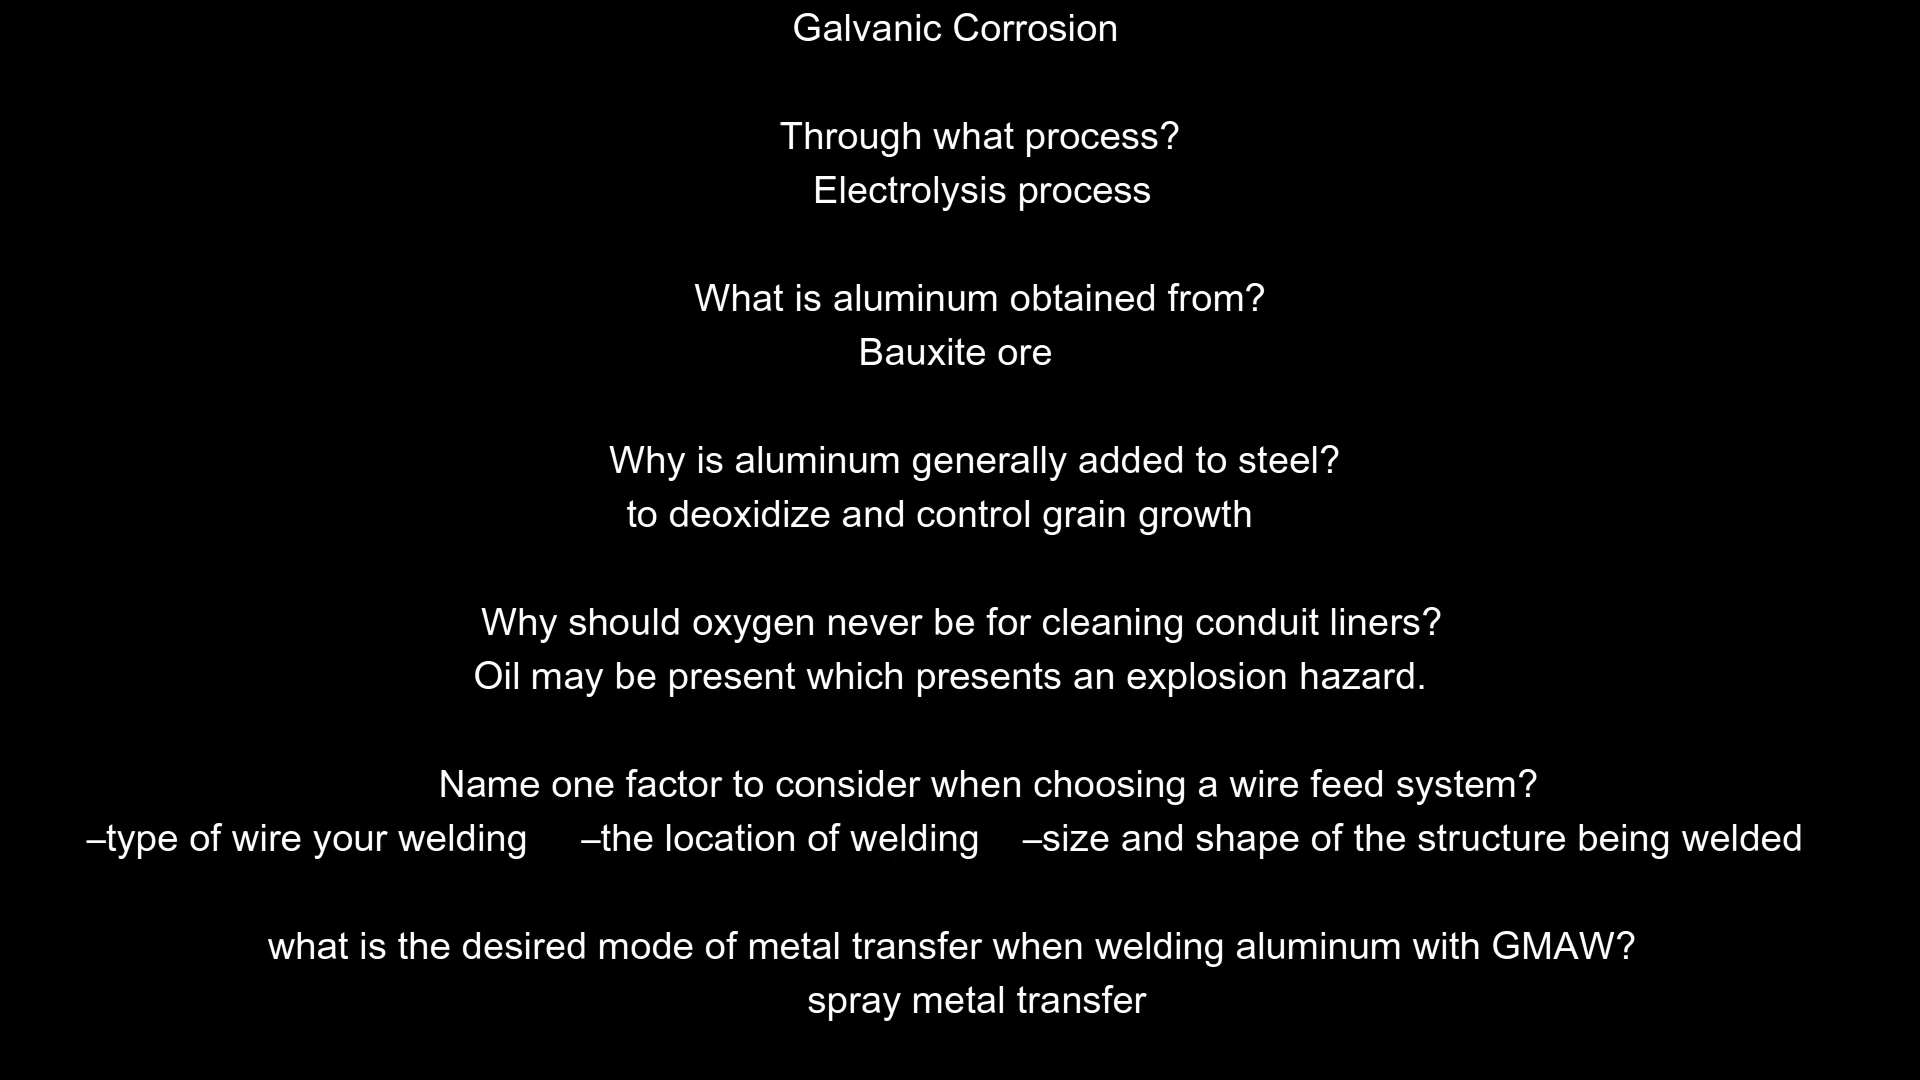 Galvanic Corrosion
Through what process?
Electrolysis process
What is aluminum obtained from?
Bauxite ore
Why is aluminum generally added to steel?
to deoxidize and control grain growth
Why should oxygen never be for cleaning conduit liners?
Oil may be present which presents an explosion hazard.
Name one factor to consider when choosing a wire feed system?
–type of wire your welding –the location of welding –size and shape of the structure being welded
what is the desired mode of metal transfer when welding aluminum with GMAW?
spray metal transfer